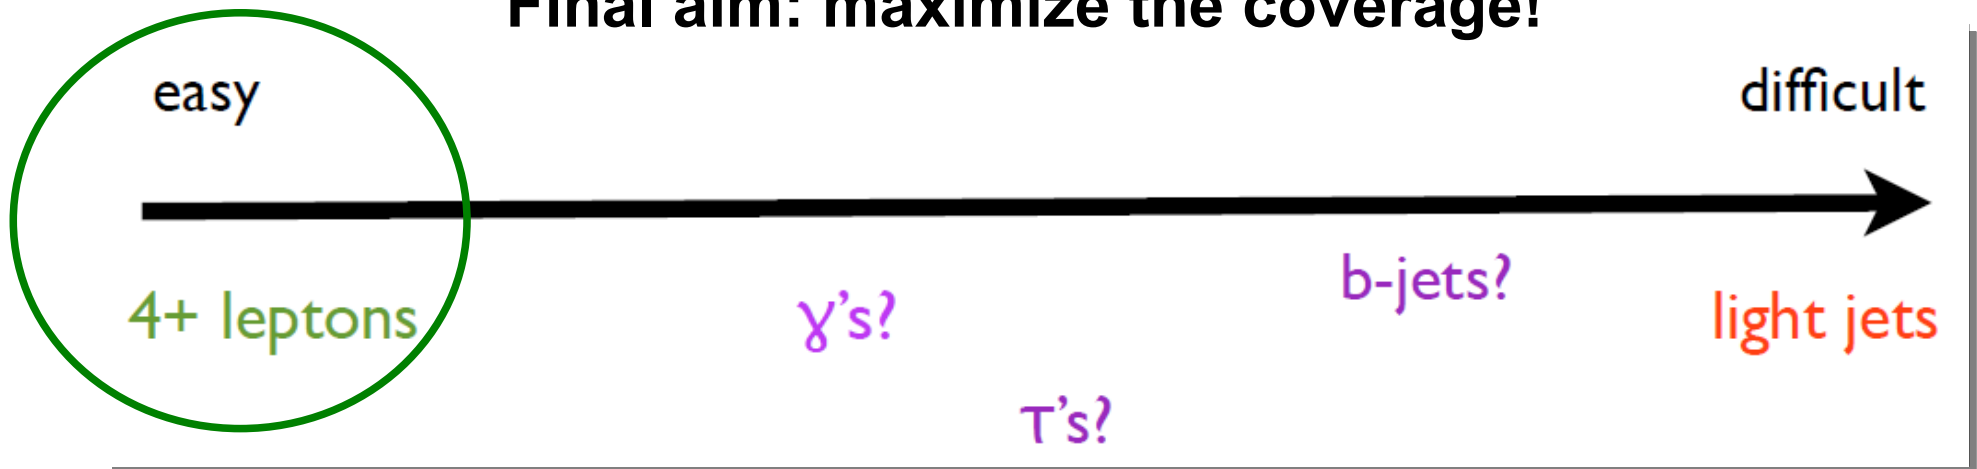 Final aim: maximize the coverage!
easy
difficult
b-jets?
4+ leptons
γ's?
light jets
τ's?